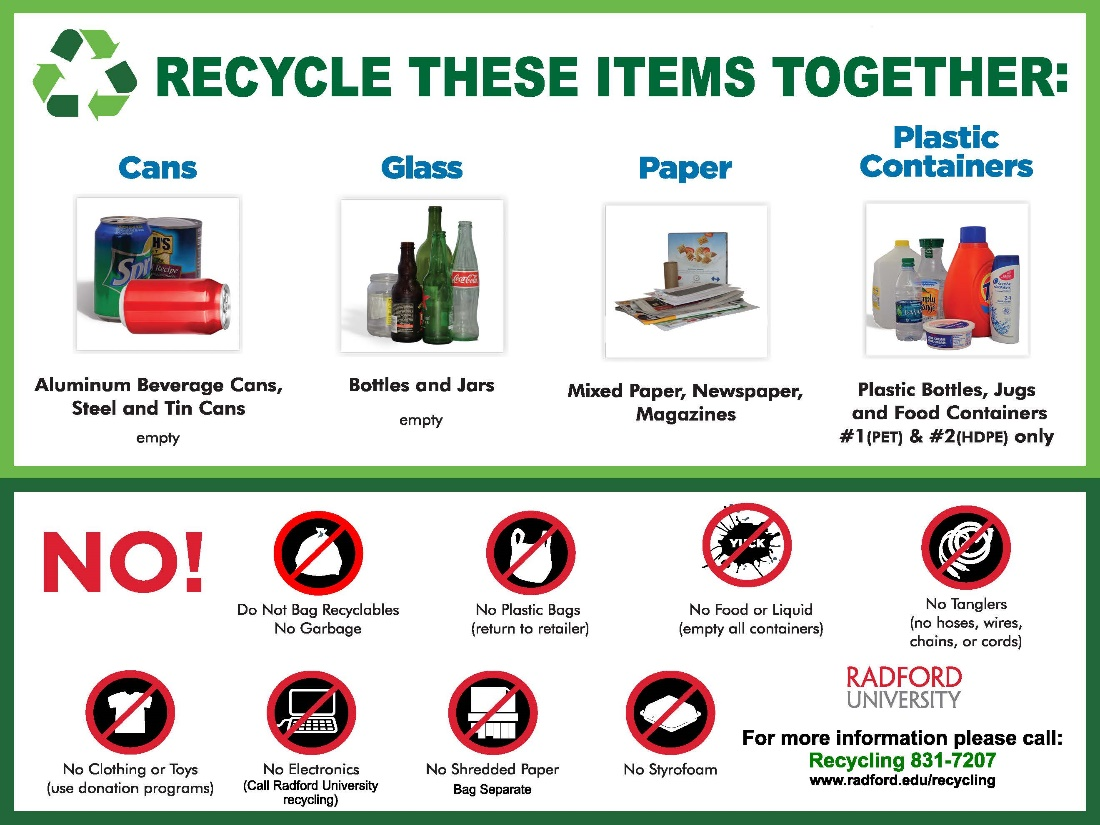 RECYCLE THESE ITEMS TOGETHER:
Cans
Glass
Paper
Plastic
Containers
Spr
H'S
Recipe
Coca-Cola
Aluminum Beverage Cans,
Steel and Tin Cans
empty
Bottles and Jars
empty
Mixed Paper, Newspaper,
Magazines
Plastic Bottles, Jugs
and Food Containers
#1(PET) & #2(HDPE) only
NO!
YUCK
Do Not Bag Recyclables
No Garbage
No Plastic Bags
(return to retailer)
No Food or Liquid
(empty all containers)
No Tanglers
(no hoses, wires,
chains, or cords)
No Clothing or Toys
(use donation programs)
No Electronics
(Call Radford University
recycling)
No Shredded Paper
Bag Separate
No Styrofoam
RADFORD
UNIVERSITY
For more information please call:
Recycling 831-7207
www.radford.edu/recycling